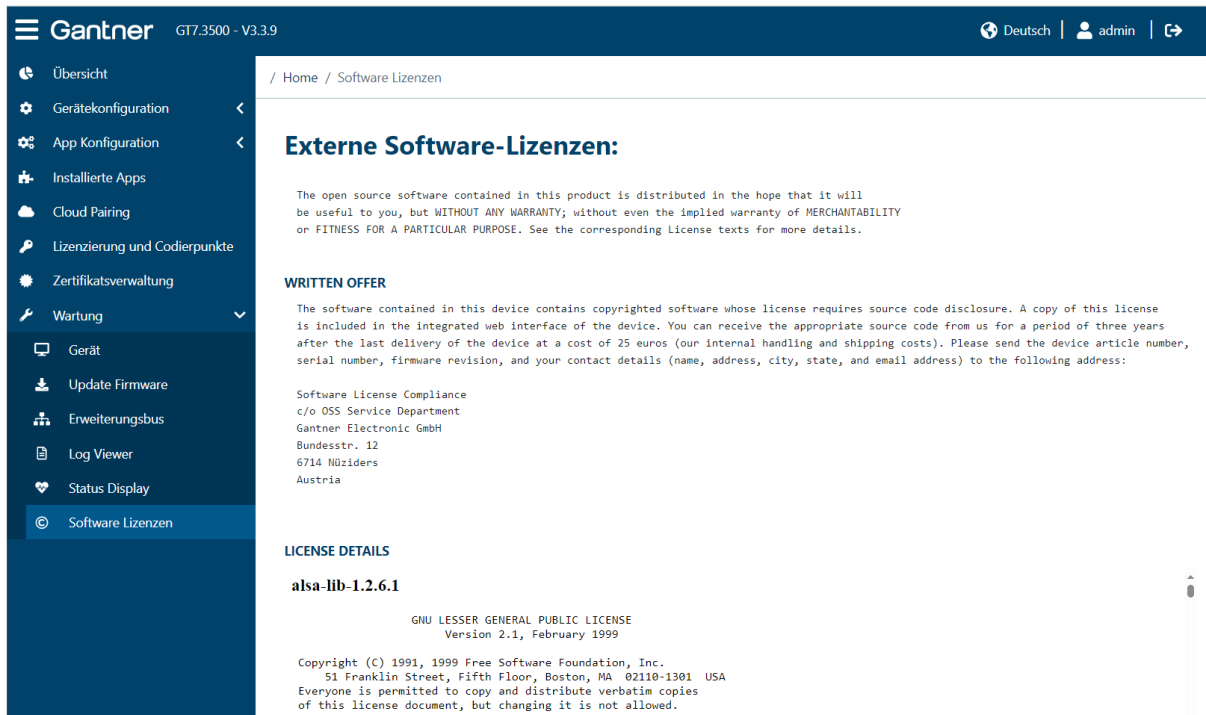 Gantner GT7.3500 - V3.3.9 Deutsch admin
Übersicht
Gerätekonfiguration
App Konfiguration
Installierte Apps
Cloud Pairing
Lizenzierung und Codierpunkte
Zertifikatsverwaltung
Wartung
Gerät
Update Firmware
Erweiterungsbus
Log Viewer
Status Display
Software Lizenzen
/ Home / Software Lizenzen
Externe Software-Lizenzen:
The open source software contained in this product is distributed in the hope that it will
be useful to you, but WITHOUT ANY WARRANTY; without even the implied warranty of MERCHANTABILITY
or FITNESS FOR A PARTICULAR PURPOSE. See the corresponding License texts for more details.
WRITTEN OFFER
The software contained in this device contains copyrighted software whose license requires source code disclosure. A copy of this license
is included in the integrated web interface of the device. You can receive the appropriate source code from us for a period of three years
after the last delivery of the device at a cost of 25 euros (our internal handling and shipping costs). Please send the device article number,
serial number, firmware revision, and your contact details (name, address, city, state, and email address) to the following address:
Software License Compliance
c/o OSS Service Department
Gantner Electronic GmbH
Bundesstr. 12
6714 Nüziders
Austria
LICENSE DETAILS
alsa-lib-1.2.6.1
GNU LESSER GENERAL PUBLIC LICENSE
Version 2.1, February 1999
Copyright (C) 1991, 1999 Free Software Foundation, Inc.
51 Franklin Street, Fifth Floor, Boston, MA 02110-1301 USA
Everyone is permitted to copy and distribute verbatim copies
of this license document, but changing it is not allowed.